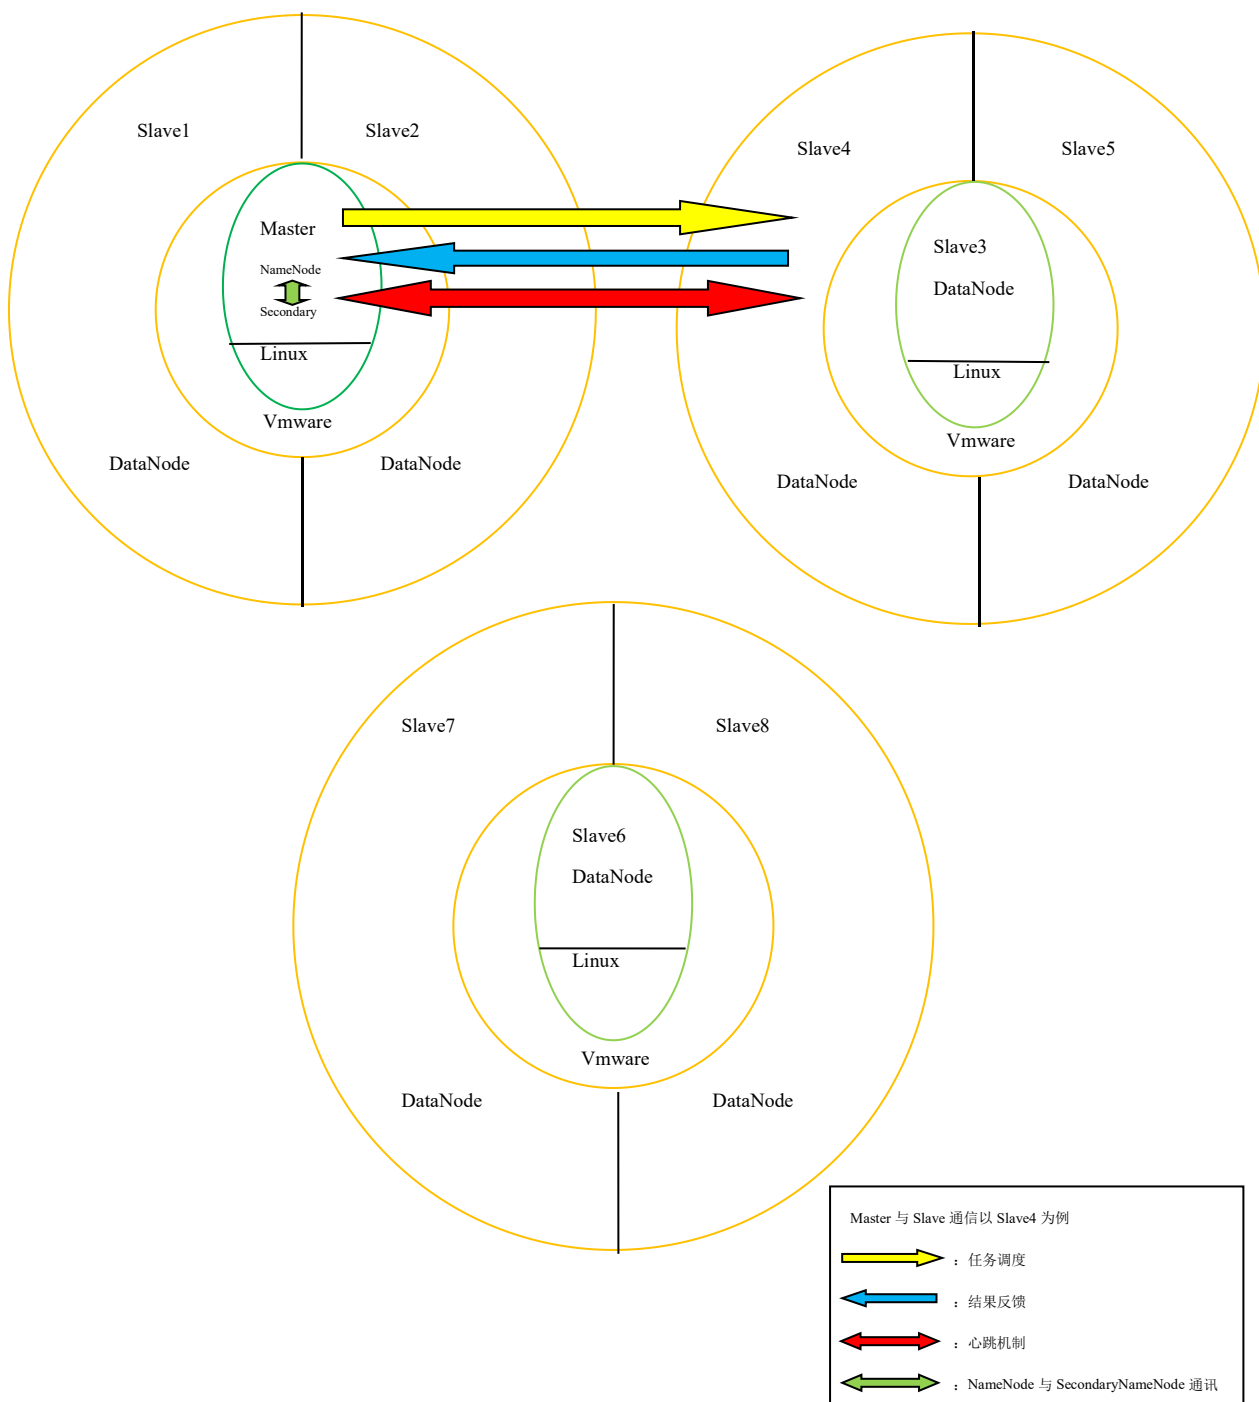 Slave1
Slave2
Master
NameNode
Secondary
Linux
Vmware
DataNode
DataNode
Slave4
Slave5
Slave3
DataNode
Linux
Vmware
DataNode
DataNode
Slave7
Slave8
Slave6
DataNode
Linux
Vmware
DataNode
DataNode
Master 与 Slave 通信以 Slave4 为例
：任务调度
：结果反馈
：心跳机制
：NameNode 与 SecondaryNameNode 通讯